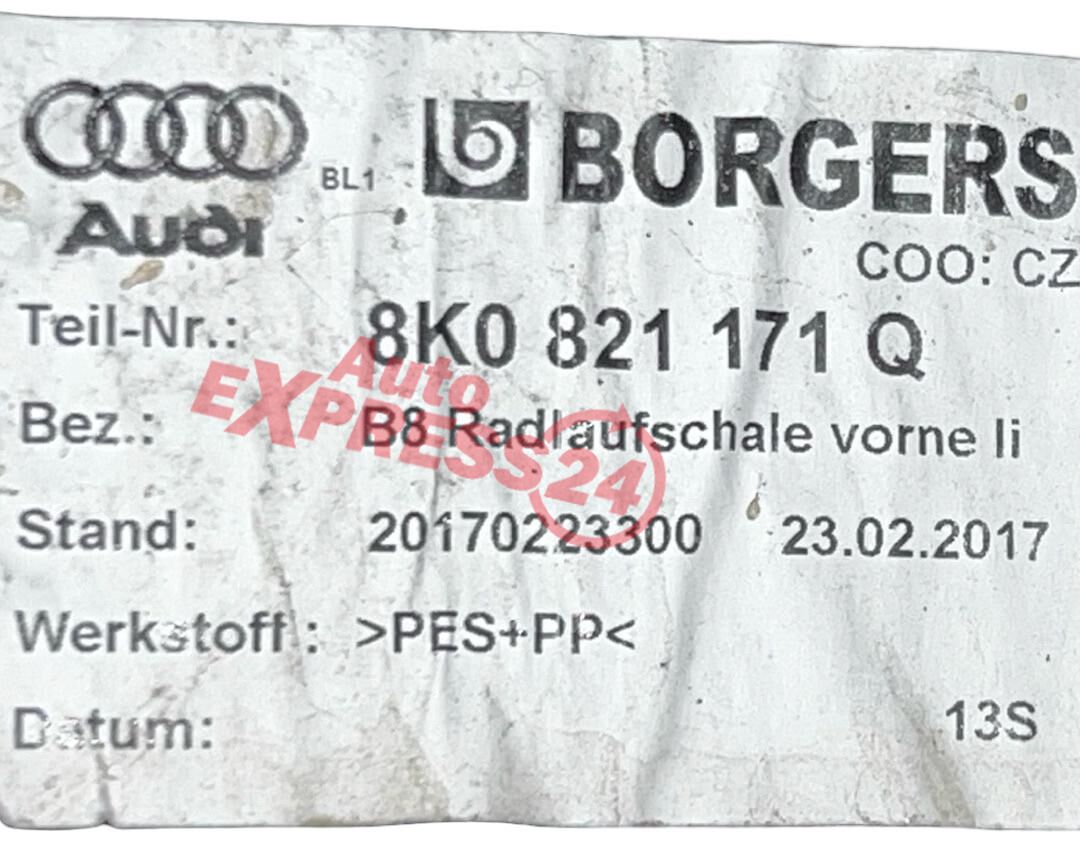 BL1 BORGERS
Audi
COO: CZ
Teil-Nr.: 8K0 821 171 Q
Auto
EXPRESS24
Bez.: B8 Radlaufschale vorne li
Stand: 20170223300 23.02.2017
Werkstoff: >PES+PP<
Datum: 13S